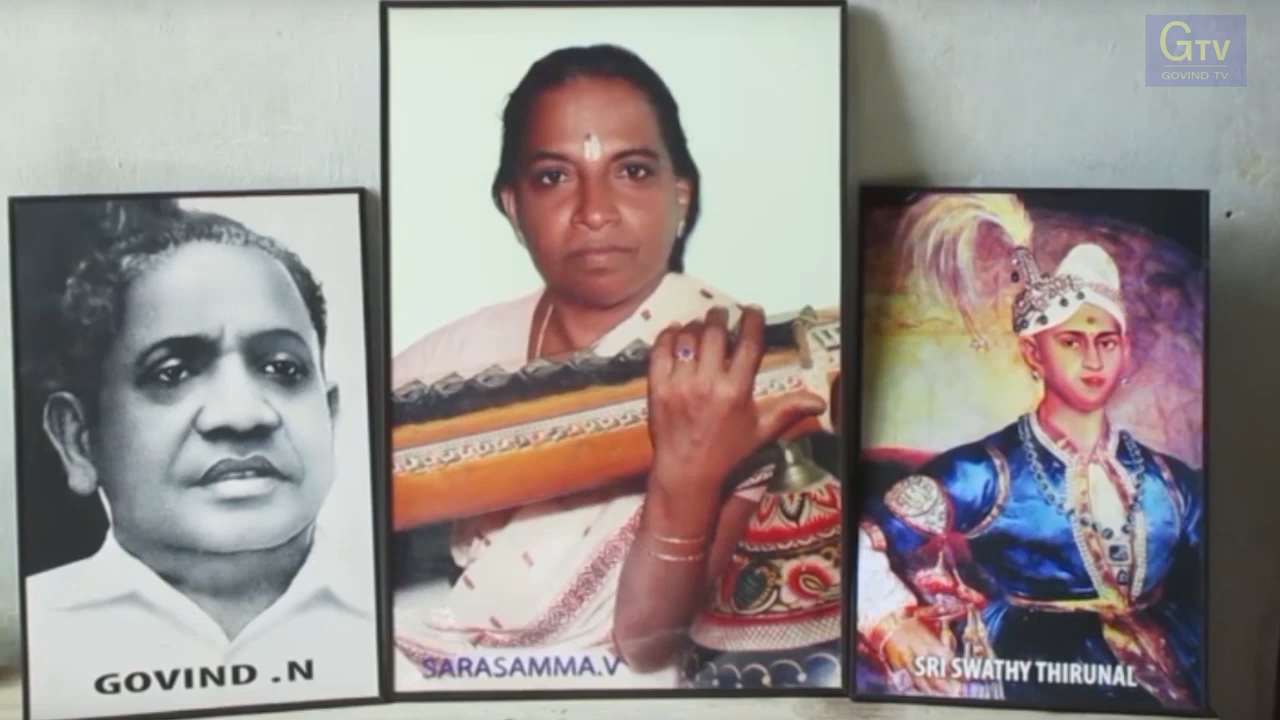 GTV
GOVIND TV
GOVIND .N
SARASAMMA.V
SRI SWATHY THIRUNAL